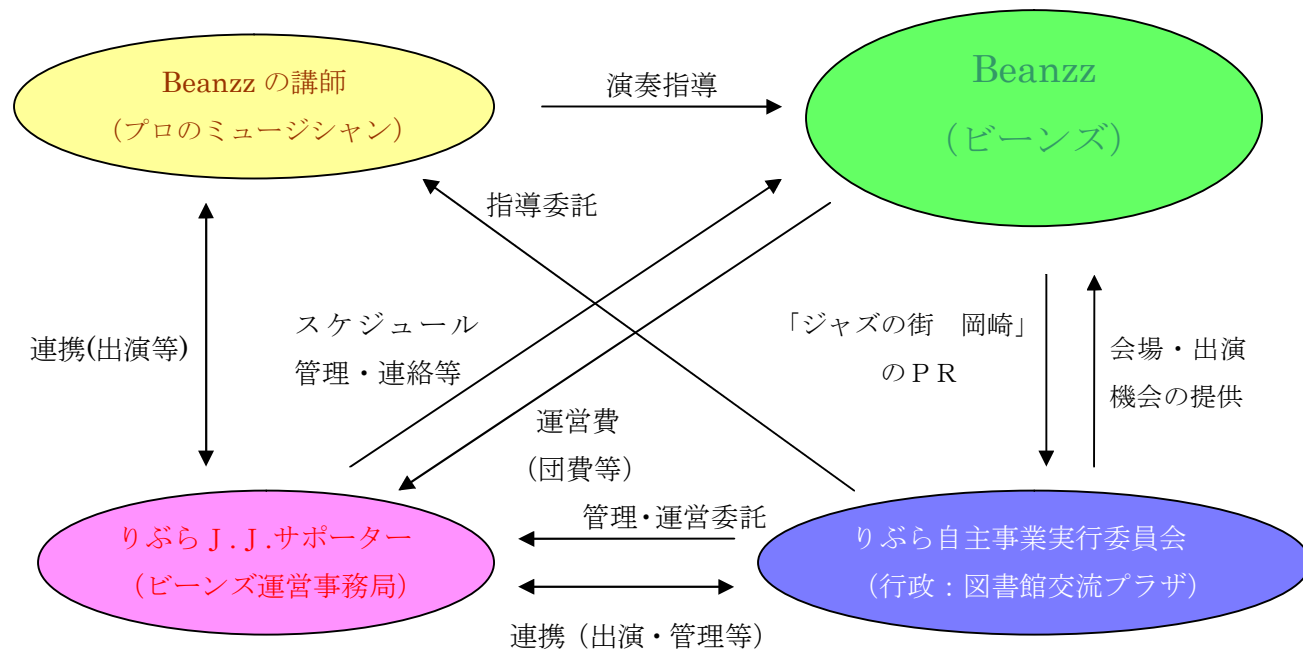 Beanzz の講師
（プロのミュージシャン）
演奏指導
Beanzz
（ビーンズ）
指導委託
連携(出演等)
スケジュール
管理・連絡等
「ジャズの街　岡崎」
のＰＲ
会場・出演
機会の提供
運営費
（団費等）
管理・運営委託
りぶらＪ.Ｊ.サポーター
（ビーンズ運営事務局）
りぶら自主事業実行委員会
（行政：図書館交流プラザ）
連携（出演・管理等）